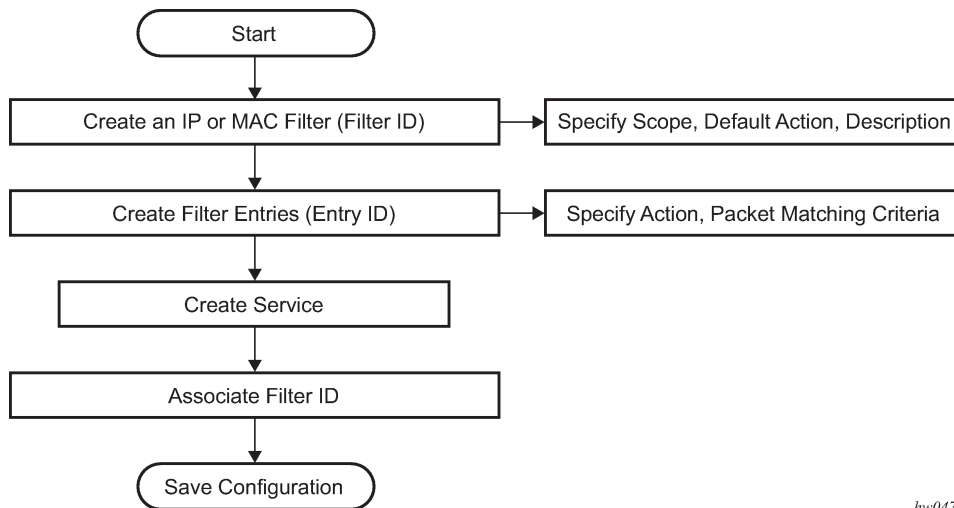 Start
Create an IP or MAC Filter (Filter ID)
Specify Scope, Default Action, Description
Create Filter Entries (Entry ID)
Specify Action, Packet Matching Criteria
Create Service
Associate Filter ID
Save Configuration